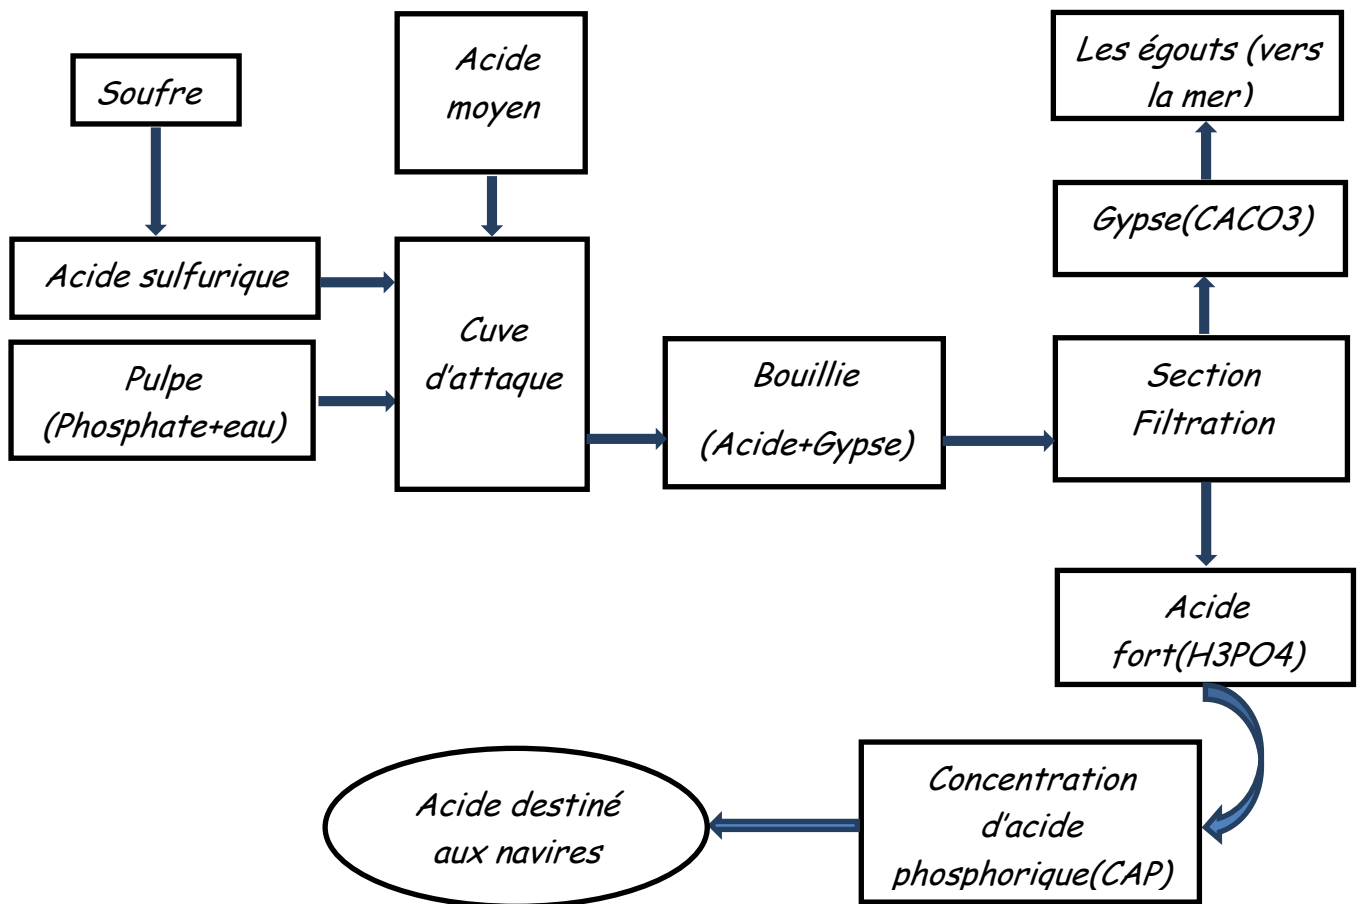 Soufre
Acide
moyen
Les égouts (vers
la mer)
Acide sulfurique
Gypse(CACO3)
Pulpe
(Phosphate+eau)
Cuve
d'attaque
Bouillie
(Acide+Gypse)
Section
Filtration
Acide
fort(H3PO4)
Concentration
d'acide
phosphorique(CAP)
Acide destiné
aux navires